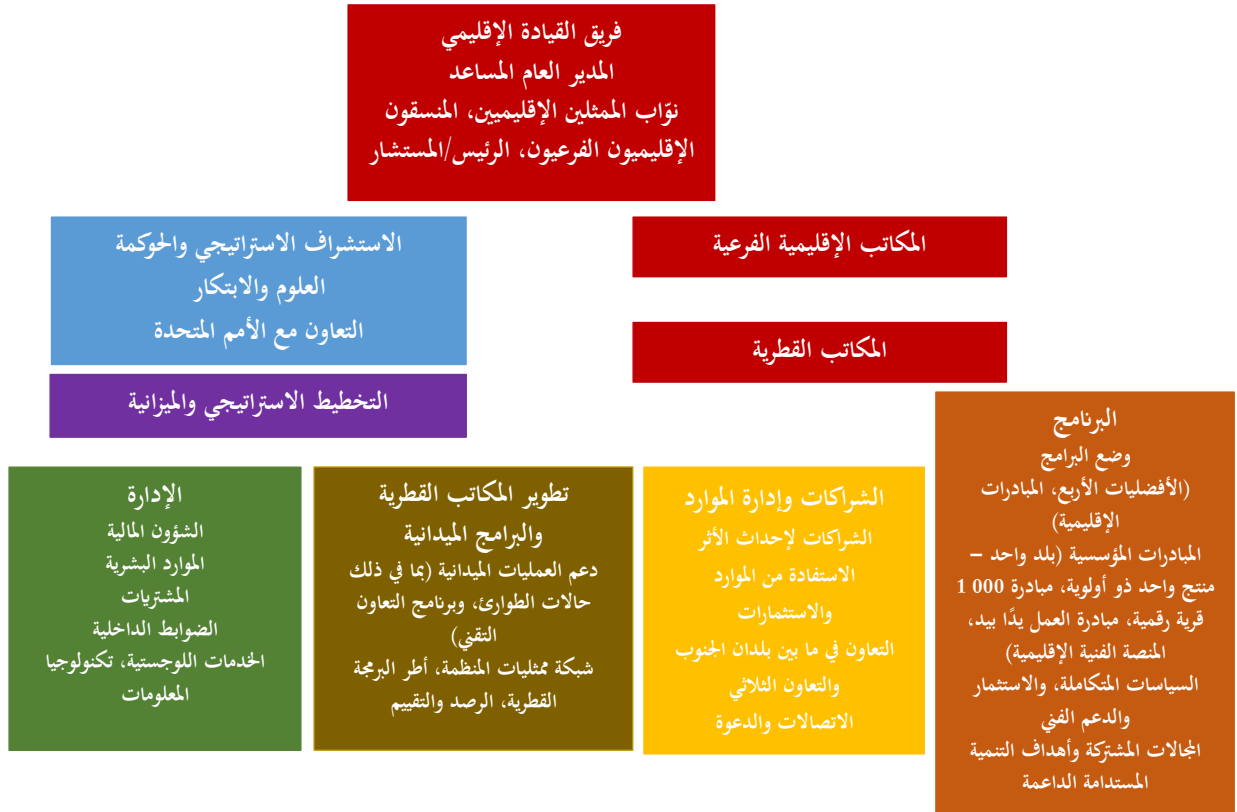 فريق القيادة الإقليمي
المدير العام المساعد
نوّاب الممثلين الإقليميين، المنسقون
الإقليميون الفرعيون، الرئيس/المستشار
المكاتب الإقليمية الفرعية
المكاتب القطرية
الاستشراف الاستراتيجي والحوكمة
العلوم والابتكار
التعاون مع الأمم المتحدة
التخطيط الاستراتيجي والميزانية
البرنامج
وضع البرامج
(الأفضليات الأربع، المبادرات
الإقليمية)
المبادرات المؤسسية (بلد واحد –
منتج واحد ذو أولوية، مبادرة 000 1
قرية رقمية، مبادرة العمل يدًا بيد،
المنصة الفنية الإقليمية)
السياسات المتكاملة، والاستثمار
والدعم الفني
المجالات المشتركة وأهداف التنمية
المستدامة الداعمة
الشراكات وإدارة الموارد
الشراكات لإحداث الأثر
الاستفادة من الموارد
والاستثمارات
التعاون في ما بين بلدان الجنوب
والتعاون الثلاثي
الاتصالات والدعوة
تطوير المكاتب القطرية
والبرامج الميدانية
دعم العمليات الميدانية (بما في ذلك
حالات الطوارئ، وبرنامج التعاون
التقني)
شبكة ممثليات المنظمة، أطر البرمجة
القطرية، الرصد والتقييم
الإدارة
الشؤون المالية
الموارد البشرية
المشتريات
الضوابط الداخلية
الخدمات اللوجستية، تكنولوجيا
المعلومات